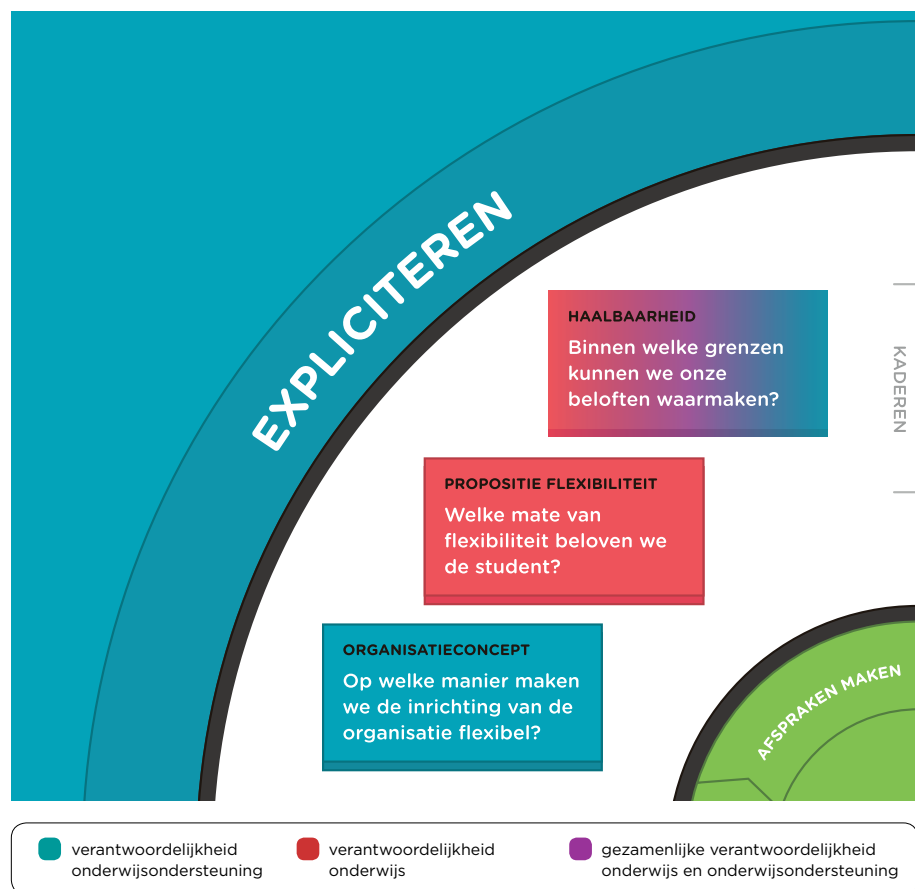 EXPLICITEREN
HAALBAARHEID
Binnen welke grenzen
kunnen we onze
beloften waarmaken?
KADEREN
PROPOSITIE FLEXIBILITEIT
Welke mate van
flexibiliteit beloven we
de student?
ORGANISATIECONCEPT
Op welke manier maken
we de inrichting van de
organisatie flexibel?
AFSPRAKEN MAKEN
verantwoordelijkheid
onderwijsondersteuning
verantwoordelijkheid
onderwijs
gezamenlijke verantwoordelijkheid
onderwijs en onderwijsondersteuning